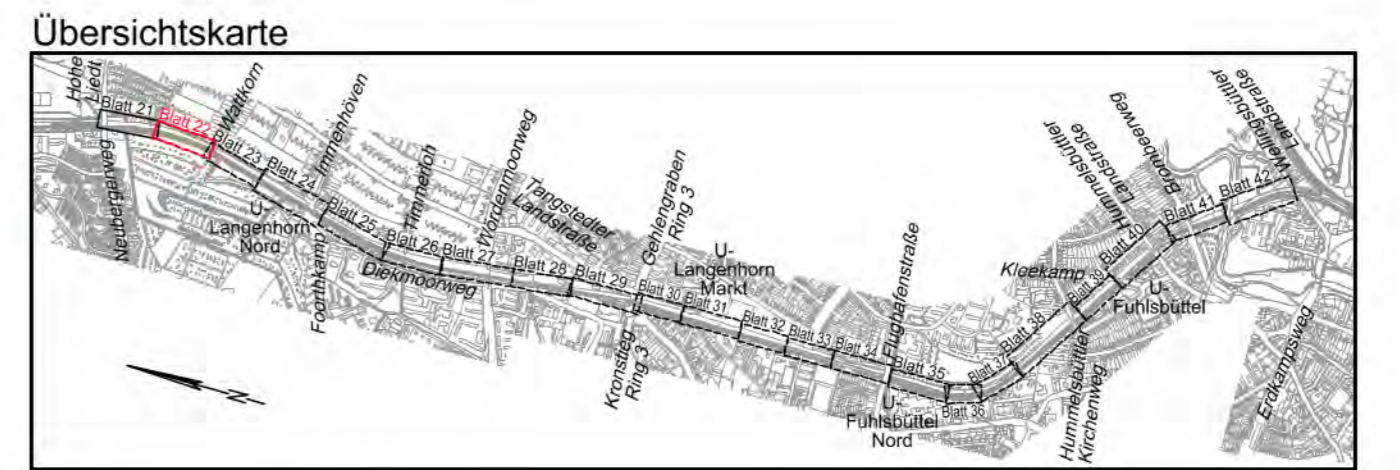 Übersichtskarte
Hohe
Liedt
Blatt 21
Blatt 22
Wattkorn
Neubergerweg
Blatt 23
Blatt 24
Immenhöven
U-
Langenhorn
Nord
Foorthkamp
Blatt 25
Timmerloh
Blatt 26
Diekmoorweg
Blatt 27
Wördenmoorweg
Blatt 28
Tangstedter
Landstraße
Blatt 29
Gehlengraben
Ring 3
Blatt 30
Kronstieg
Ring 3
Blatt 31
U-
Langenhorn
Markt
Blatt 32
Blatt 33
Blatt 34
Flughafenstraße
Blatt 35
U-
Fuhlsbüttel
Nord
Blatt 36
Blatt 37
Blatt 38
Hummelsbüttler
Kirchenweg
Kleekamp
Blatt 39
U-
Fuhlsbüttel
Blatt 40
Hummelsbüttler
Landstraße
Brombeerweg
Blatt 41
Blatt 42
Wellingsbüttler
Landstraße
Erdkampsweg
N